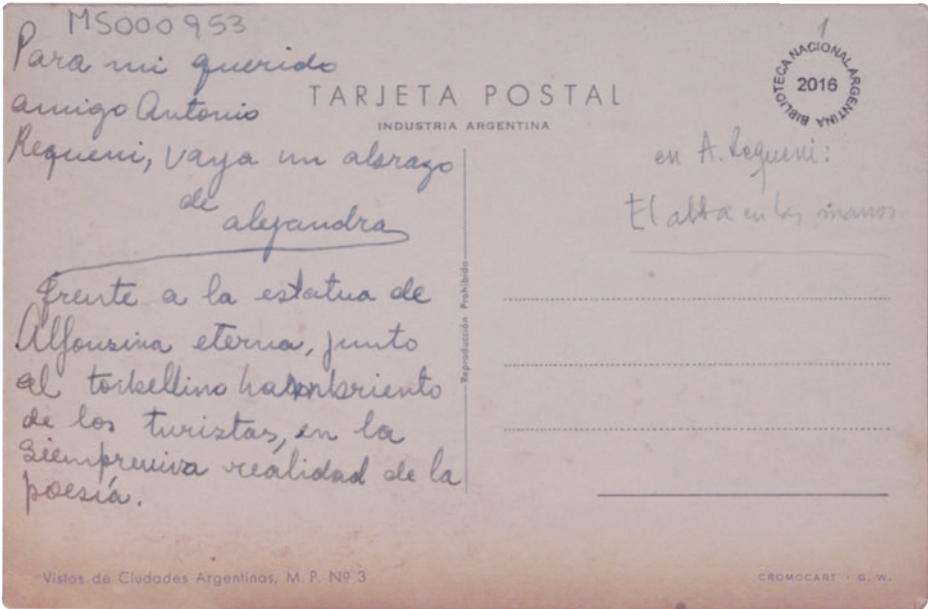 MS000953
Para mi querido
amigo Antonio
Requeni, vaya un abrazo
de
alejandra
frente a la estatua de
Alfonsina eterna, junto
al torbellino hambriento
de los turistas, en la
siempreviva realidad de la
poesía.
TARJETA POSTAL
INDUSTRIA ARGENTINA
Reproducción Prohibida
1
BIBLIOTECA NACIONAL ARGENTINA
2016
en A. Requeni:
El alba en las manos
Vistas de Ciudades Argentinas, M. P. Nº 3
CROMOCART - G. W.